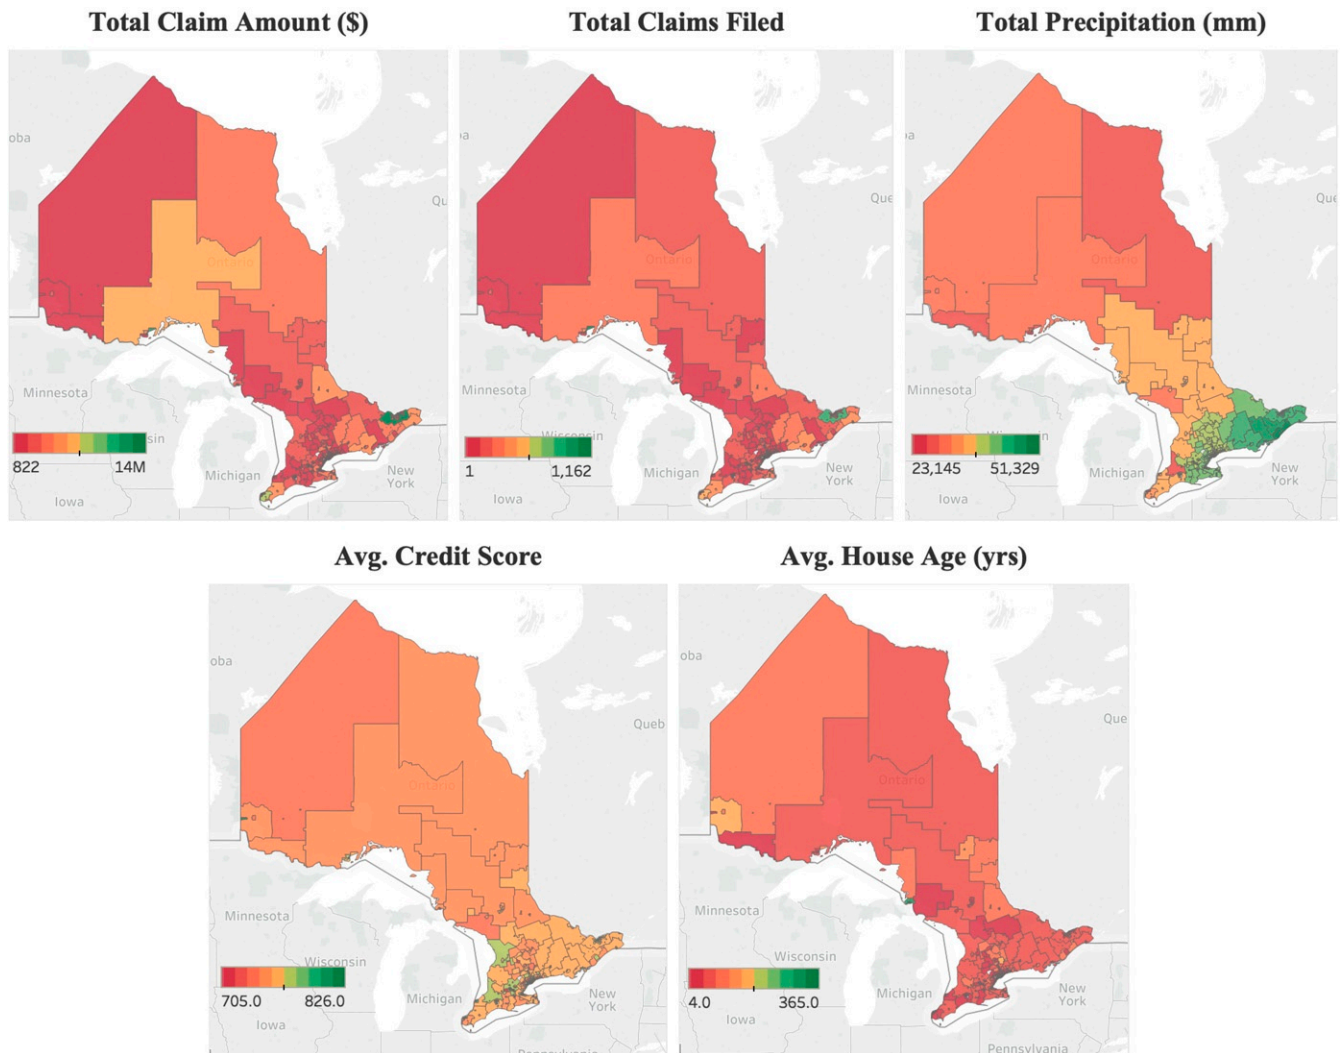 Total Claim Amount ($)
Total Claims Filed
Total Precipitation (mm)
oba
Qu
Ontario
Minnesota
sin
822
14M
Michigan
New
York
Iowa
a
Que
Ontario
Minnesota
Wisconsin
1
1,162
Michigan
New
York
Iowa
a
Que
Ontario
Minnesota
sin
23,145
51,329
Michigan
New
York
Iowa
Avg. Credit Score
Avg. House Age (yrs)
oba
Queb
Ontario
Minnesota
Wisconsin
705.0
826.0
Michigan
New
York
Iowa
oba
Que
Ontario
Minnesota
Wisconsin
4.0
365.0
Michigan
New
York
Iowa
Pennsylvania